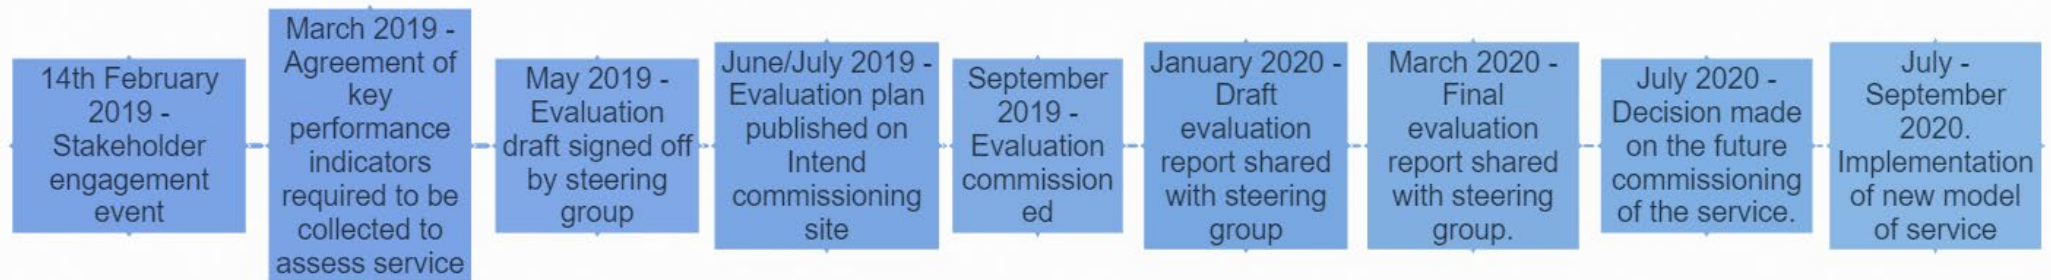 14th February
2019 -
Stakeholder
engagement
event
March 2019 -
Agreement of
key
performance
indicators
required to be
collected to
assess service
May 2019 -
Evaluation
draft signed off
by steering
group
June/July 2019 -
Evaluation plan
published on
Intend
commissioning
site
September
2019 -
Evaluation
commission
ed
January 2020 -
Draft
evaluation
report shared
with steering
group
March 2020 -
Final
evaluation
report shared
with steering
group.
July 2020 -
Decision made
on the future
commissioning
of the service.
July -
September
2020.
Implementation
of new model
of service